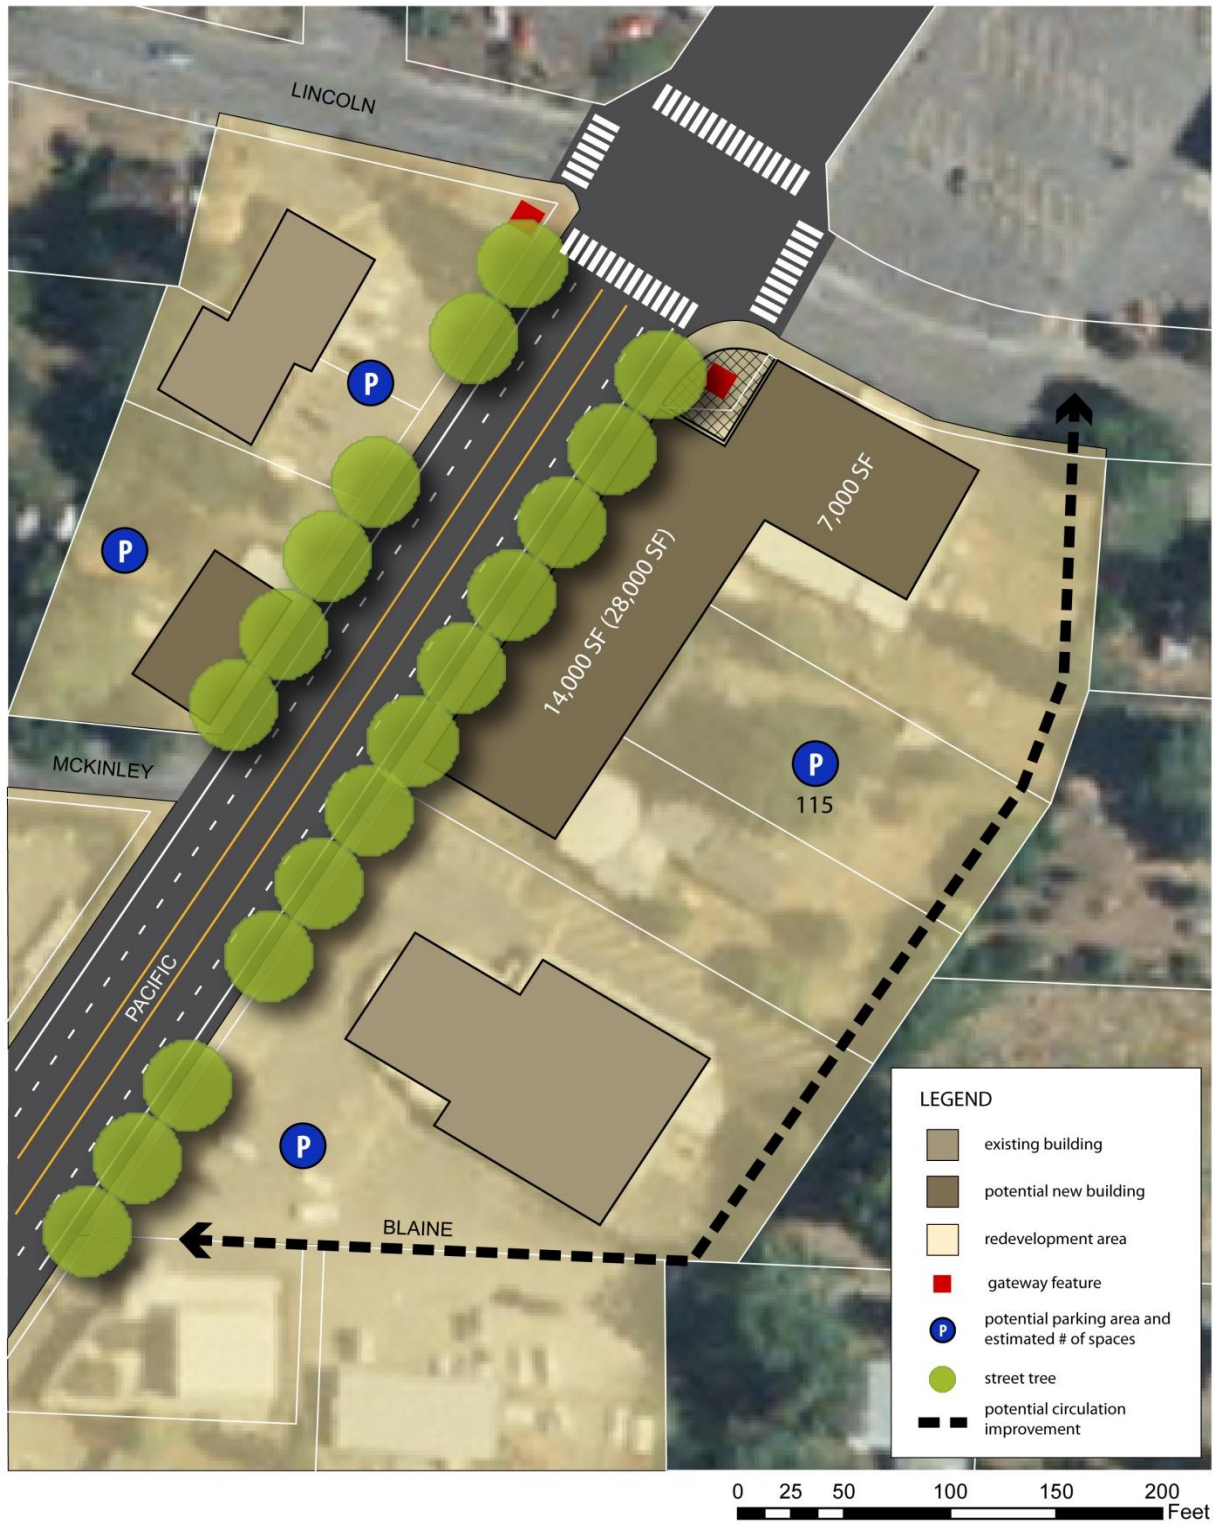 LINCOLN
P
7,000 SF
14,000 SF (28,000 SF)
P
P
115
MCKINLEY
PACIFIC
P
BLAINE
LEGEND
existing building
potential new building
redevelopment area
gateway feature
P
potential parking area and
estimated # of spaces
street tree
potential circulation
improvement
0 25 50 100 150 200
Feet